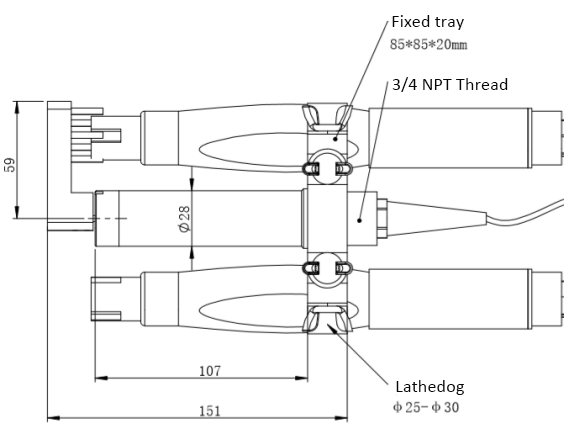 Fixed tray
85*85*20mm
3/4 NPT Thread
59
Φ28
107
Lathedog
151
Φ25-Φ30